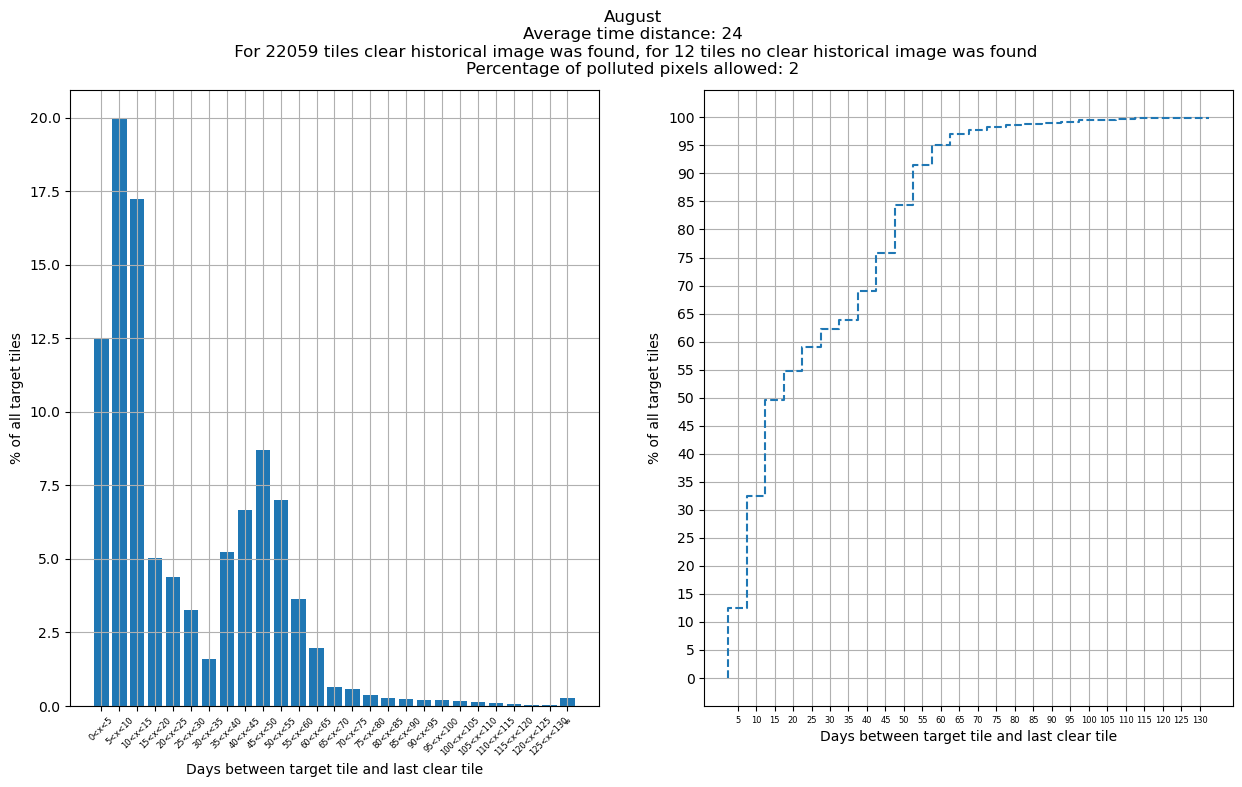 August
Average time distance: 24
For 22059 tiles clear historical image was found, for 12 tiles no clear historical image was found
Percentage of polluted pixels allowed: 2
% of all target tiles
20.0
17.5
15.0
12.5
10.0
7.5
5.0
2.5
0.0
0<x<5
5<x<10
10<x<15
15<x<20
20<x<25
25<x<30
30<x<35
35<x<40
40<x<45
45<x<50
50<x<55
55<x<60
60<x<65
65<x<70
70<x<75
75<x<80
80<x<85
85<x<90
90<x<95
95<x<100
100<x<105
105<x<110
110<x<115
115<x<120
120<x<125
125<x<130
Days between target tile and last clear tile
% of all target tiles
100
95
90
85
80
75
70
65
60
55
50
45
40
35
30
25
20
15
10
5
0
5 10 15 20 25 30 35 40 45 50 55 60 65 70 75 80 85 90 95 100 105 110 115 120 125 130
Days between target tile and last clear tile